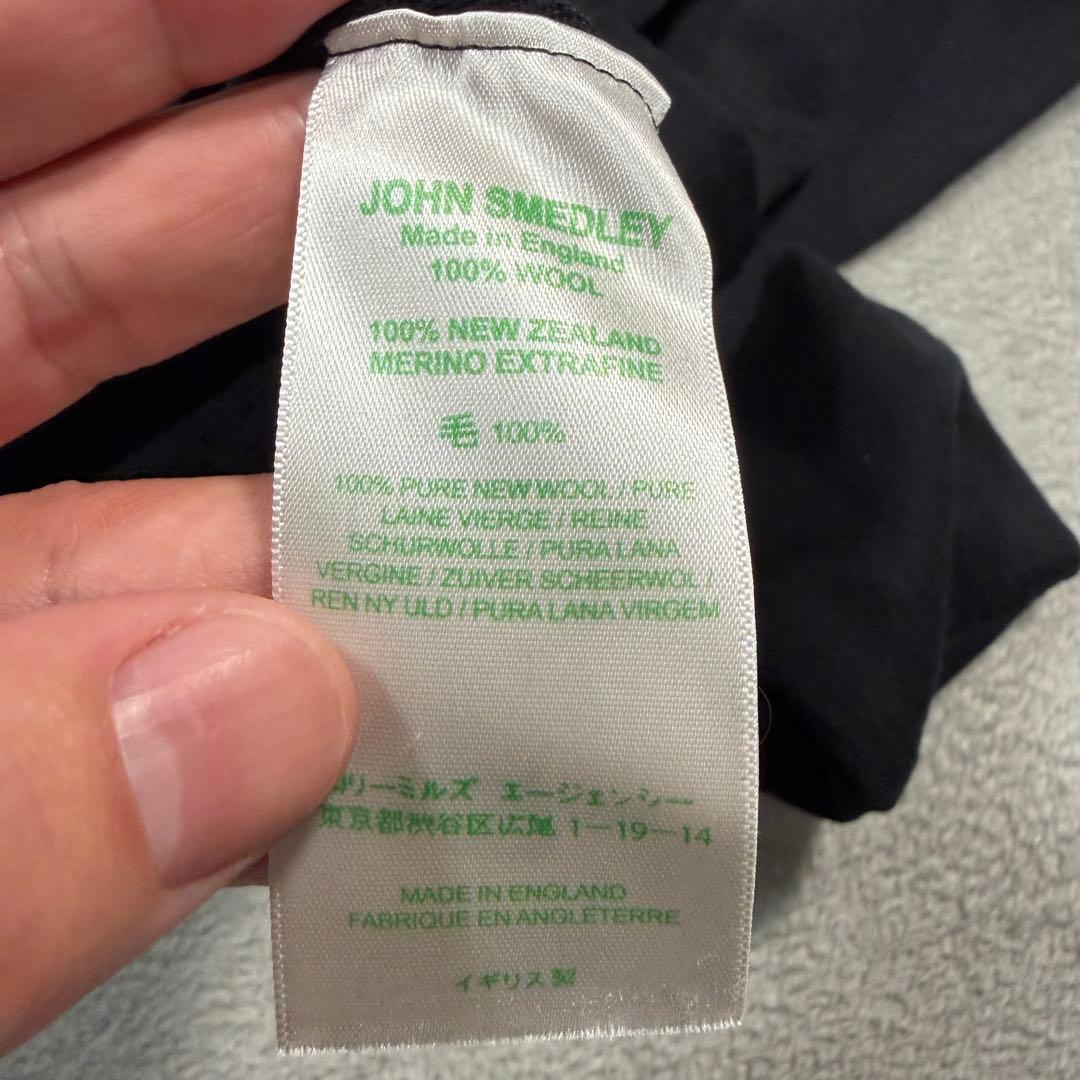 JOHN SMEDLEY
Made in England
100% WOOL
100% NEW ZEALAND
MERINO EXTRAFINE
毛 100%
100% PURE NEW WOOL / PURE
LAINE VIERGE / REINE
SCHURWOLLE / PURA LANA
VERGINE / ZUIVER SCHEERWOL /
REN NY ULD / PURA LANA VIRGEM
リーミルズ エージェンシー
東京都渋谷区広尾 1-19-14
MADE IN ENGLAND
FABRIQUE EN ANGLETERRE
イギリス製